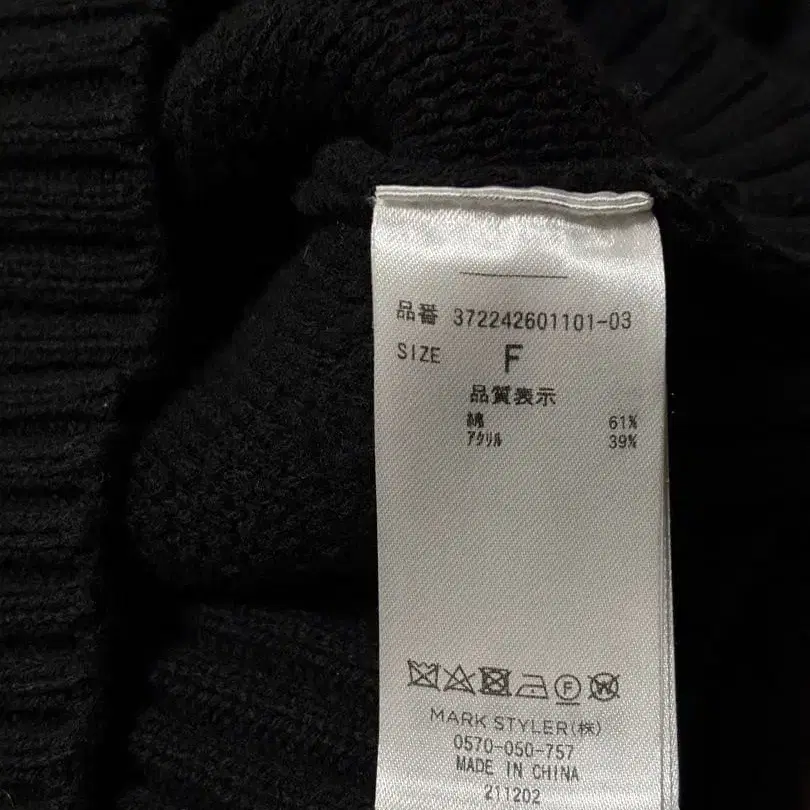 品番 372242601101-03
SIZE F
品質表示
綿 61%
アクリル 39%
F W
MARK STYLER(株)
0570-050-757
MADE IN CHINA
211202